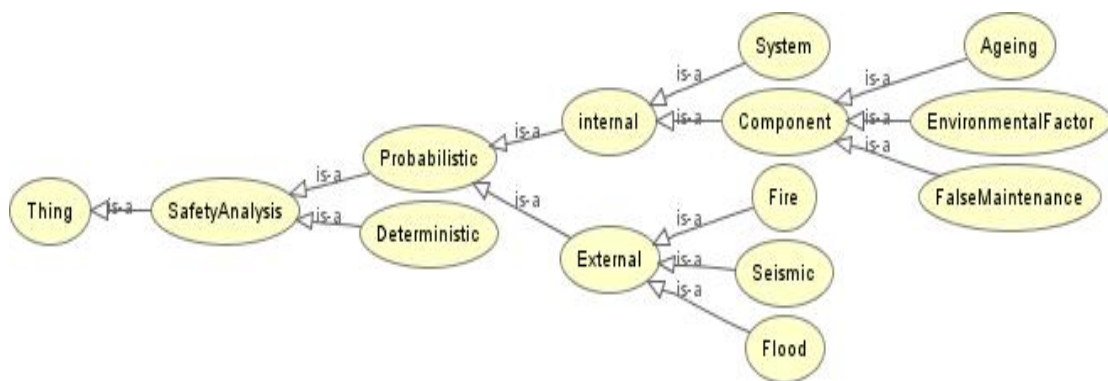 System
Ageing
is-a
is-a
internal
is-a
Component
is-a
EnvironmentalFactor
is-a
is-a
Probabilistic
FalseMaintenance
is-a
Fire
Thing
is-a
SafetyAnalysis
is-a
is-a
Deterministic
is-a
External
is-a
Seismic
is-a
Flood